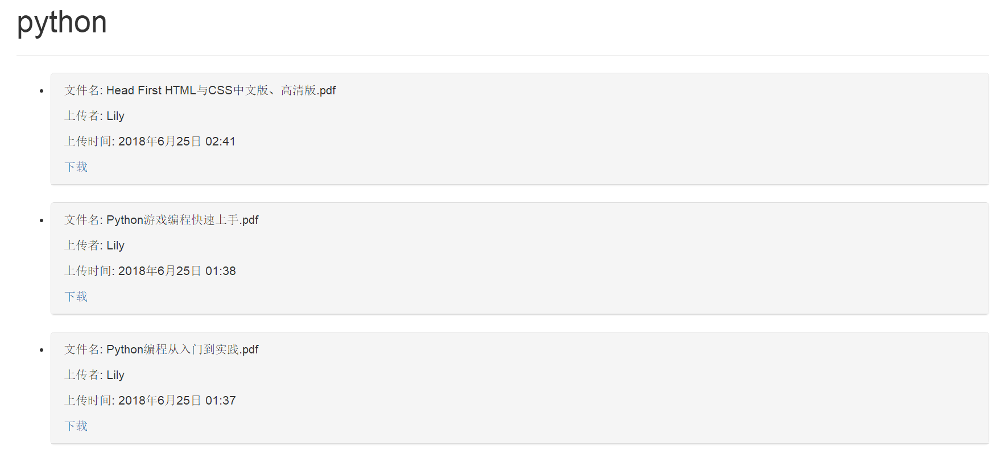 python
文件名: Head First HTML与CSS中文版、高清版.pdf
上传者: Lily
上传时间: 2018年6月25日 02:41
下载
文件名: Python游戏编程快速上手.pdf
上传者: Lily
上传时间: 2018年6月25日 01:38
下载
文件名: Python编程从入门到实践.pdf
上传者: Lily
上传时间: 2018年6月25日 01:37
下载